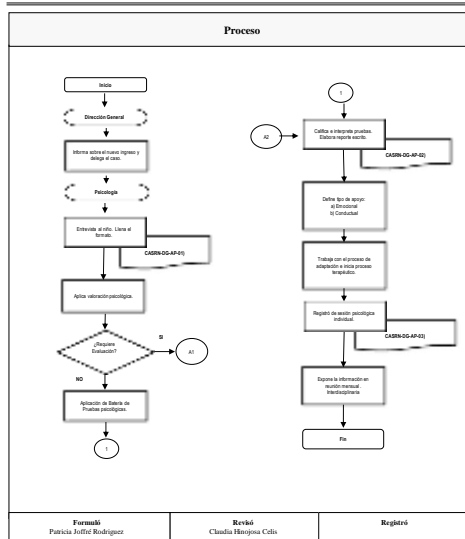 Proceso
Inicio
Dirección General
Informa sobre el nuevo ingreso y
delega el caso.
Psicología
Entrevista al niño. Llena el
formato.
CASRN-DG-AP-01)
Aplica valoración psicológica.
¿Requiere
Evaluación?
SI
A1
NO
Aplicación de Batería de
Pruebas psicológicas.
1
1
A2
Califica e interpreta pruebas.
Elabora reporte escrito.
CASRN-DG-AP-02)
Define tipo de apoyo:
a) Emocional
b) Conductual
Trabaja con el proceso de
adaptación e inicia proceso
terapéutico.
Registro de sesión psicológica
individual.
CASRN-DG-AP-03)
Expone la información en
reunión mensual
Interdisciplinaria
Fin
Formuló
Patricia Joffré Rodríguez
Revisó
Claudia Hinojosa Celis
Registró